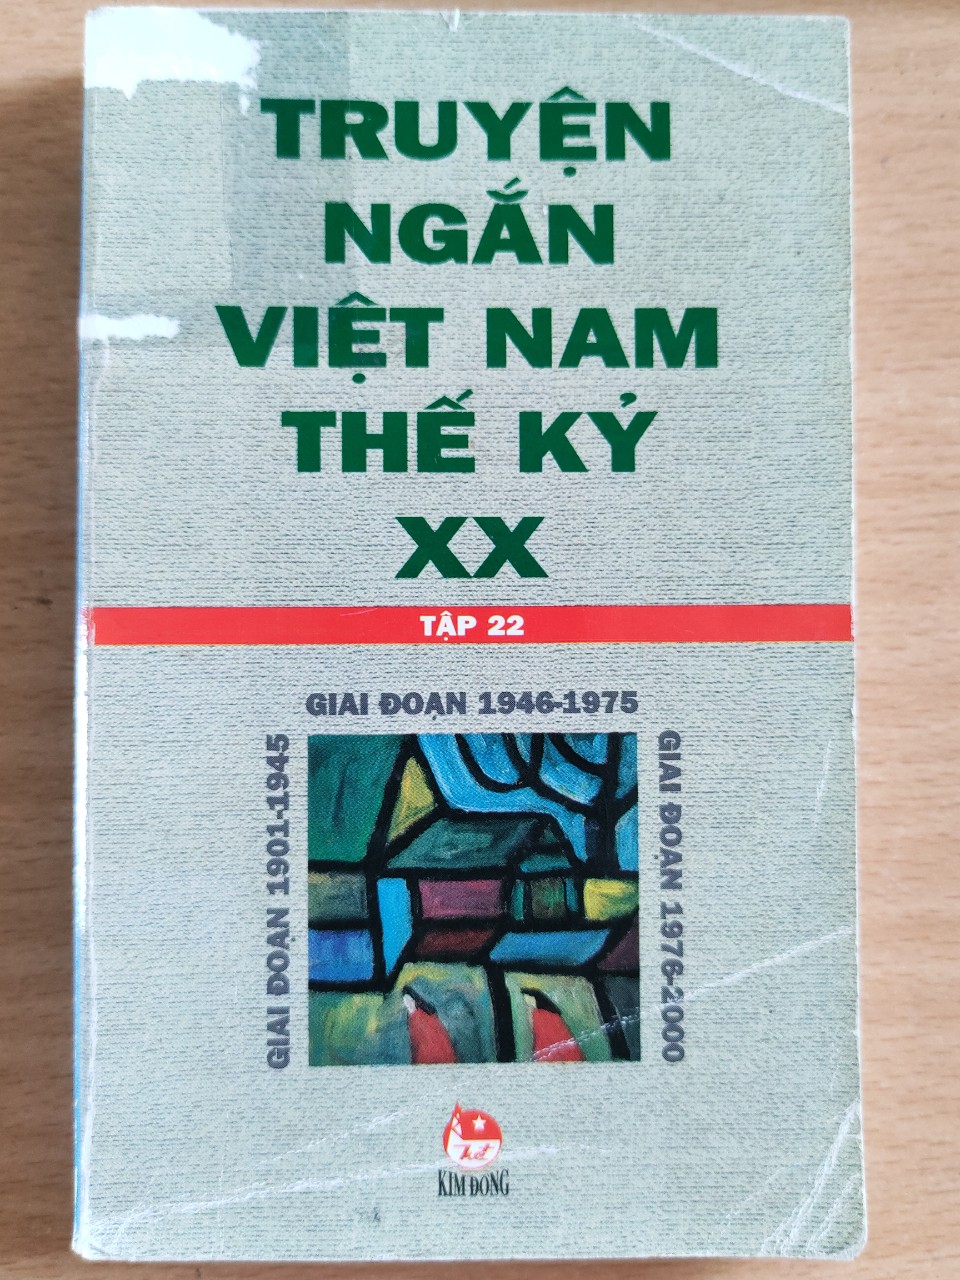 TRUYỆN
NGẮN
VIỆT NAM
THẾ KỶ
XX
TẬP 22
GIAI ĐOẠN 1946-1975
GIAI ĐOẠN 1901-1945
GIAI ĐOẠN 1976-2000
KIM ĐỒNG